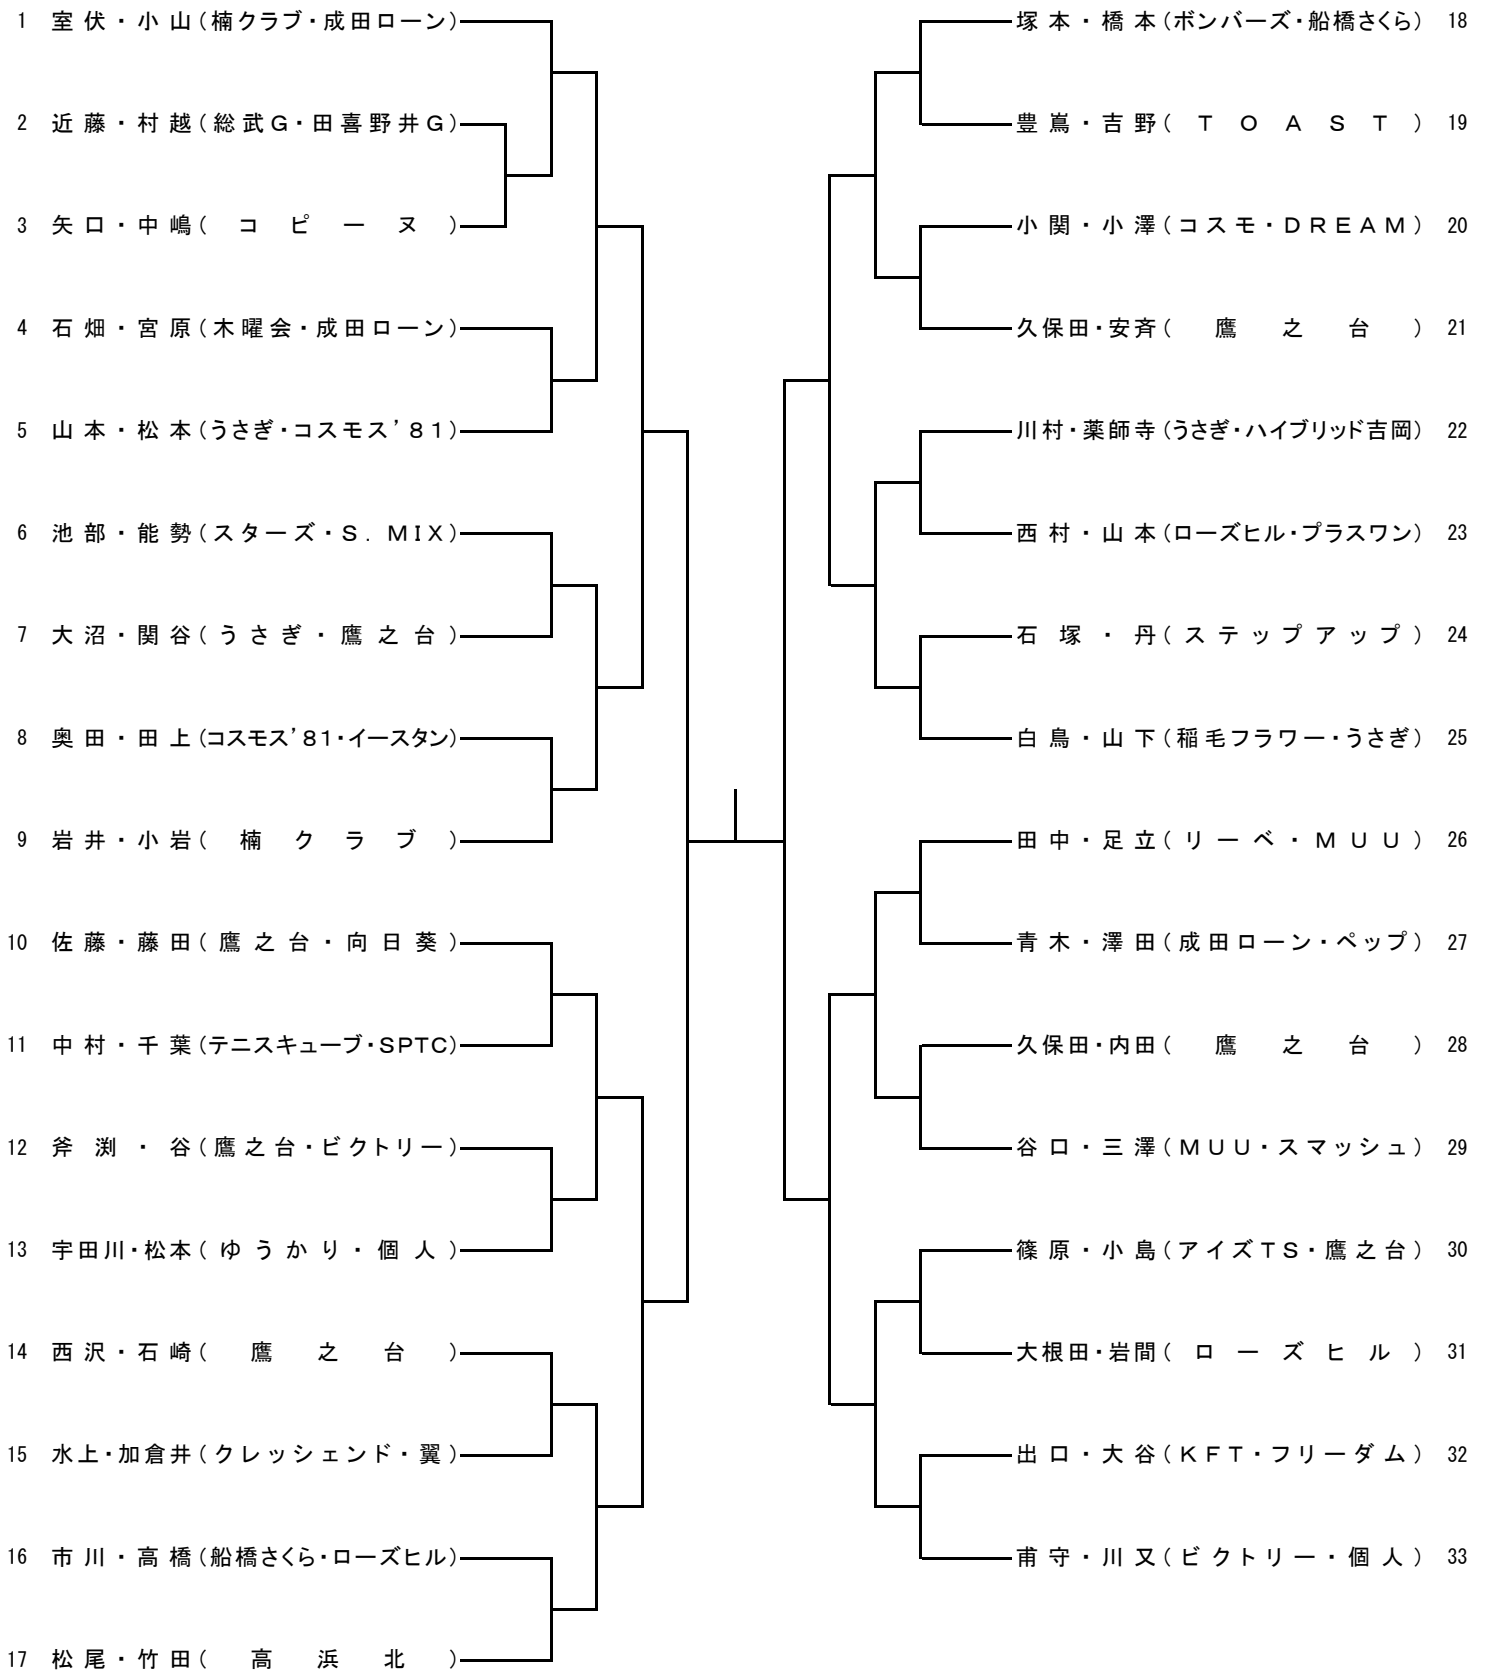 1 室伏・小山(楠クラブ・成田ローン)
2 近藤・村越(総武G・田喜野井G)
3 矢口・中嶋(コピーヌ)
4 石畑・宮原(木曜会・成田ローン)
5 山本・松本(うさぎ・コスモス’81)
6 池部・能勢(スターズ・S.MIX)
7 大沼・関谷(うさぎ・鷹之台)
8 奥田・田上(コスモス’81・イースタン)
9 岩井・小岩(楠クラブ)
10 佐藤・藤田(鷹之台・向日葵)
11 中村・千葉(テニスキューブ・SPTC)
12 斧渕・谷(鷹之台・ビクトリー)
13 宇田川・松本(ゆうかり・個人)
14 西沢・石崎(鷹之台)
15 水上・加倉井(クレッシェンド・翼)
16 市川・高橋(船橋さくら・ローズヒル)
17 松尾・竹田(高浜北)
塚本・橋本(ボンバーズ・船橋さくら) 18
豊嶌・吉野(TOAST) 19
小関・小澤(コスモ・DREAM) 20
久保田・安斉(鷹之台) 21
川村・薬師寺(うさぎ・ハイブリッド吉岡) 22
西村・山本(ローズヒル・プラスワン) 23
石塚・丹(ステップアップ) 24
白鳥・山下(稲毛フラワー・うさぎ) 25
田中・足立(リーベ・MUU) 26
青木・澤田(成田ローン・ペップ) 27
久保田・内田(鷹之台) 28
谷口・三澤(MUU・スマッシュ) 29
篠原・小島(アイズTS・鷹之台) 30
大根田・岩間(ローズヒル) 31
出口・大谷(KFT・フリーダム) 32
甫守・川又(ビクトリー・個人) 33